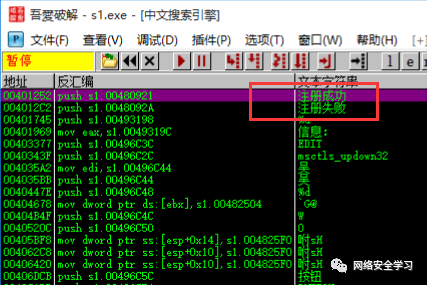 吾爱破解 - s1.exe - [中文搜索引擎]
文件(F) 查看(V) 调试(D) 插件(P) 选项(T) 窗口(W) 帮助(H) [+]
暂停 l e
地址 反汇编 文本字符串
00401252 push s1.00480921 注册成功
004012C2 push s1.0048092A 注册失败
00401745 push s1.00493198
00401969 mov eax,s1.0049319C 信息:
00403377 push s1.00496C3C EDIT
0040343F push s1.00496C2C msctls_updown32
004035A2 mov edi,s1.00496C44
004035BB push s1.00496C44
0040447E push s1.00496C48 %d
00404678 mov dword ptr ds:[ebx],s1.00482504 `G@
00404B4F push s1.00496C4C W
0040520C push s1.00496C50 O
00405BF8 mov dword ptr ss:[esp+0x14],s1.004825F0 时sH
004062C8 mov dword ptr ss:[esp+0x10],s1.004825F0 时sH
00406420 mov dword ptr ss:[esp+0x10],s1.004825F0 时sH
00406DCB push s1.00496C5C 按钮
网络安全学习